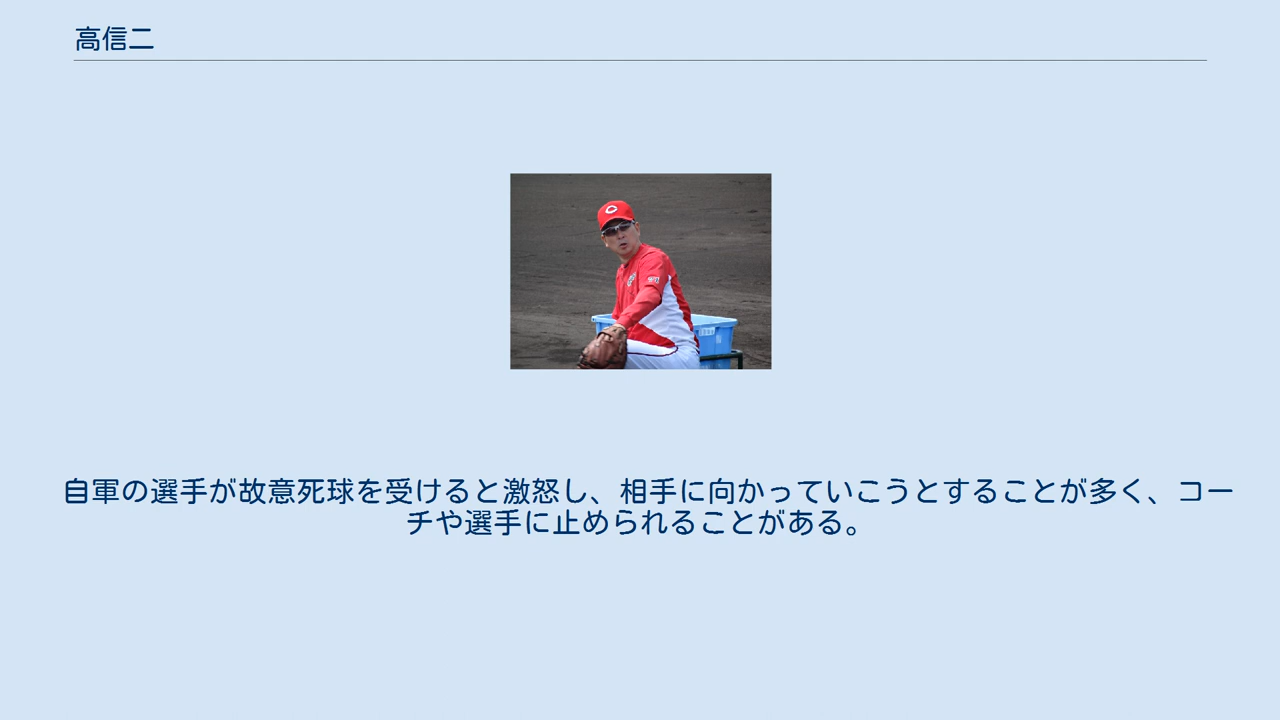 高信二
自軍の選手が故意死球を受けると激怒し、相手に向かっていこうとすることが多く、コー
チや選手に止められることがある。